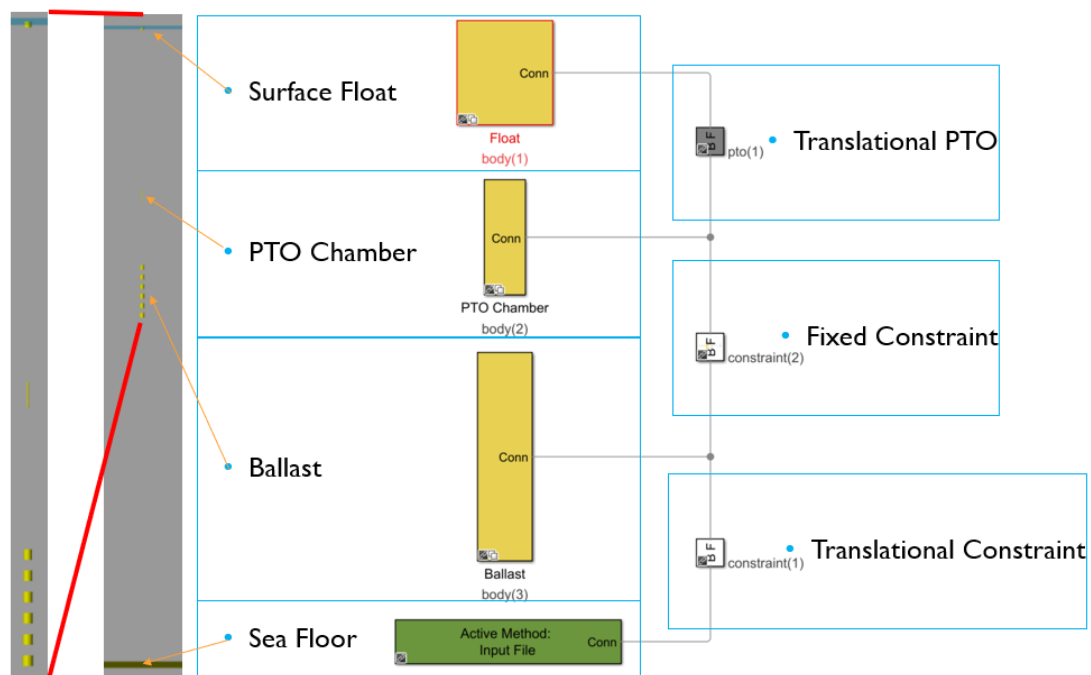 Surface Float
Conn
Float
body(1)
B F
pto(1)
Translational PTO
PTO Chamber
Conn
PTO Chamber
body(2)
B F
constraint(2)
Fixed Constraint
Ballast
Conn
Ballast
body(3)
B F
constraint(1)
Translational Constraint
Sea Floor
Active Method:
Input File
Conn